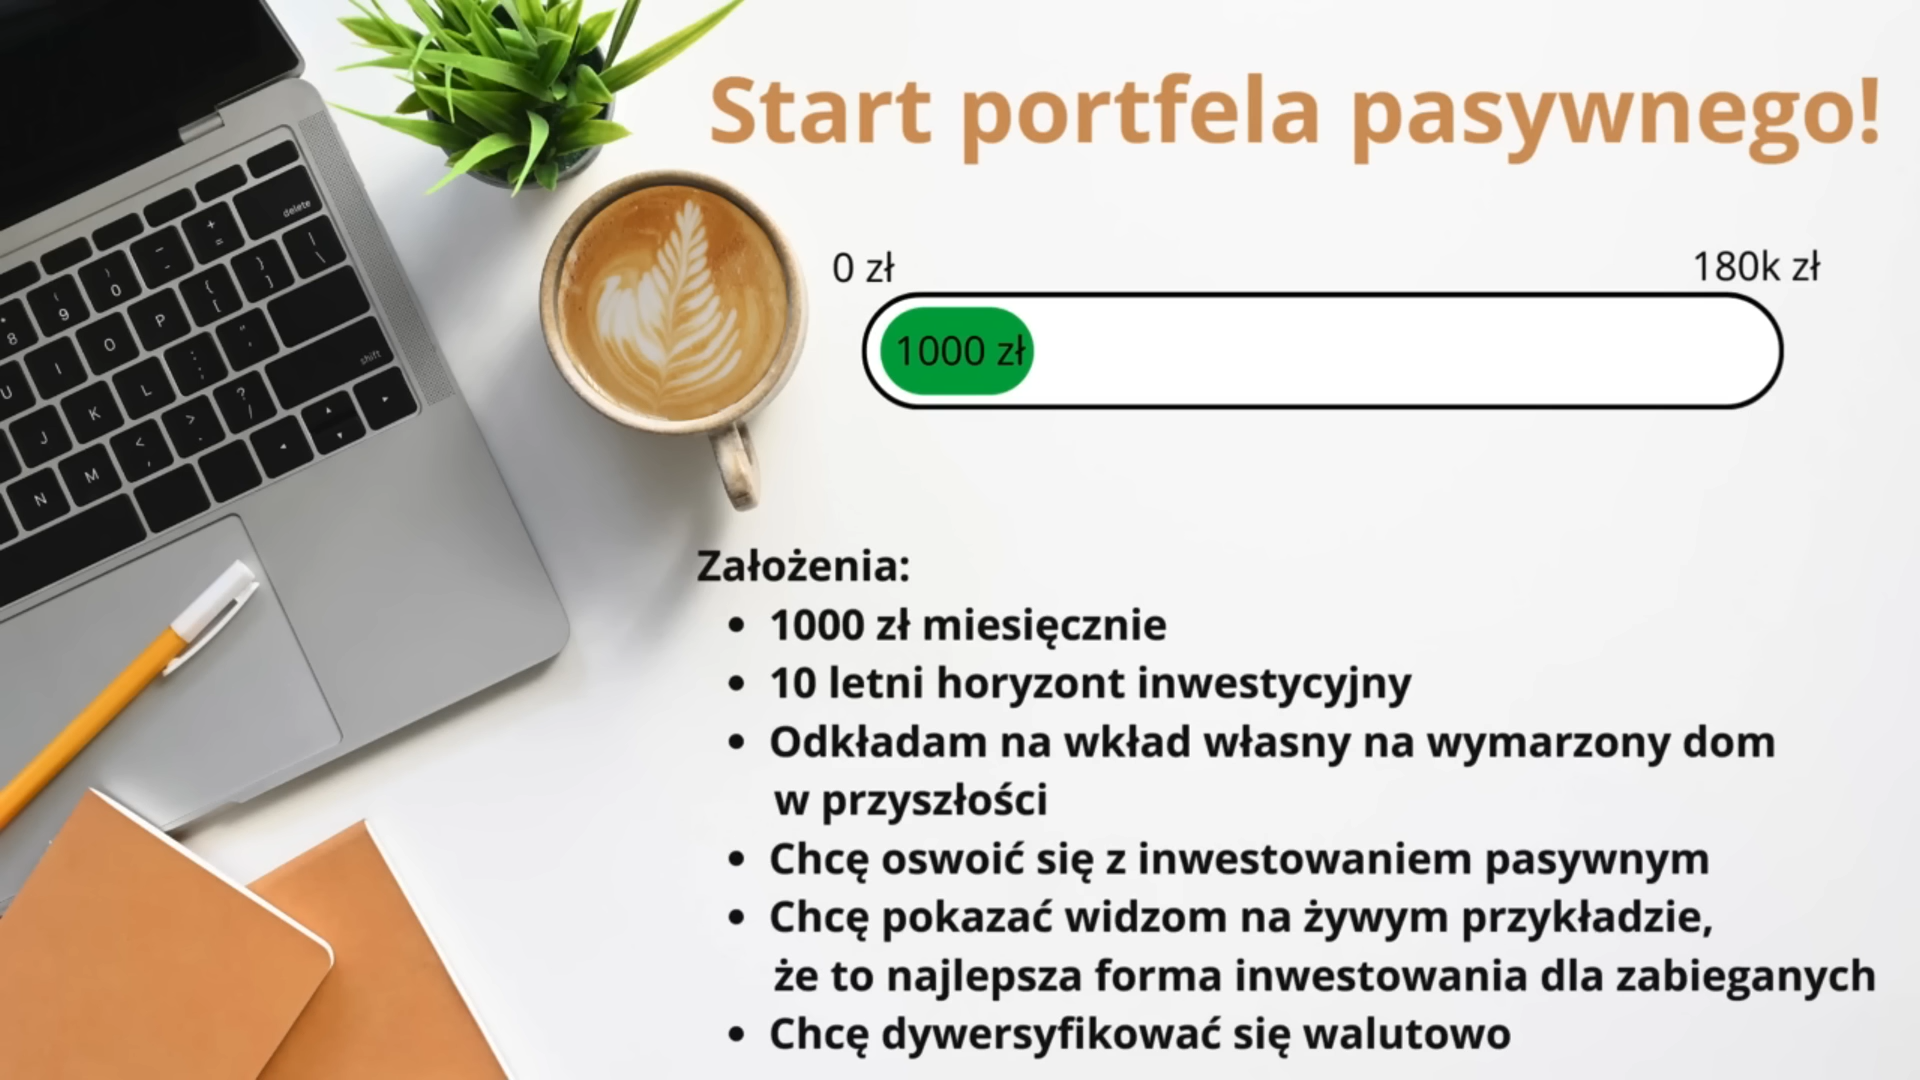 Start portfela pasywnego!
0 zł
180k zł
1000 zł
Założenia:
• 1000 zł miesięcznie
• 10 letni horyzont inwestycyjny
• Odkładam na wkład własny na wymarzony dom
w przyszłości
• Chcę oswoić się z inwestowaniem pasywnym
• Chcę pokazać widzom na żywym przykładzie,
że to najlepsza forma inwestowania dla zabieganych
• Chcę dywersyfikować się walutowo
delete
shift